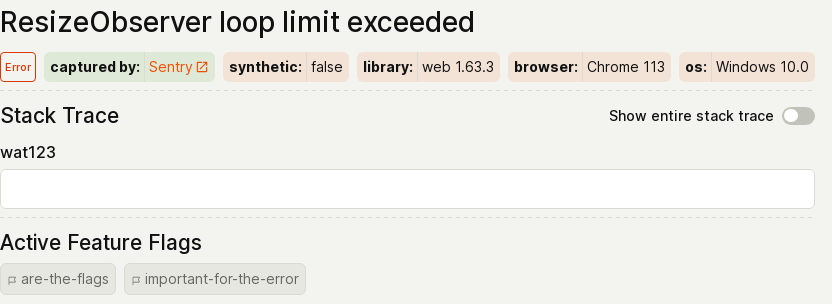 ResizeObserver loop limit exceeded
Error captured by: Sentry synthetic: false library: web 1.63.3 browser: Chrome 113 os: Windows 10.0
Stack Trace Show entire stack trace
wat123
Active Feature Flags
are-the-flags important-for-the-error